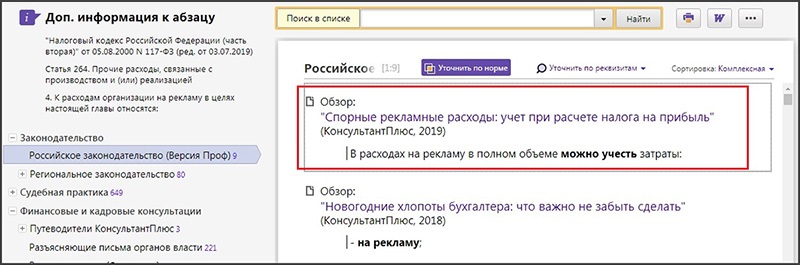 Доп. информация к абзацу
"Налоговый кодекс Российской Федерации (часть
вторая)" от 05.08.2000 N 117-ФЗ (ред. от 03.07.2019)
Статья 264. Прочие расходы, связанные с
производством и (или) реализацией
4. К расходам организации на рекламу в целях
настоящей главы относятся:
Законодательство
Российское законодательство (Версия Проф) 9
Региональное законодательство 80
Судебная практика 649
Финансовые и кадровые консультации
Путеводители КонсультантПлюс 3
Разъясняющие письма органов власти 221
Поиск в списке
Найти
W
Российское [1:9]
Уточнить по норме
Уточнить по реквизитам
Сортировка: Комплексная
Обзор:
"Спорные рекламные расходы: учет при расчете налога на прибыль"
(КонсультантПлюс, 2019)
В расходах на рекламу в полном объеме можно учесть затраты:
Обзор:
"Новогодние хлопоты бухгалтера: что важно не забыть сделать"
(КонсультантПлюс, 2018)
- на рекламу;